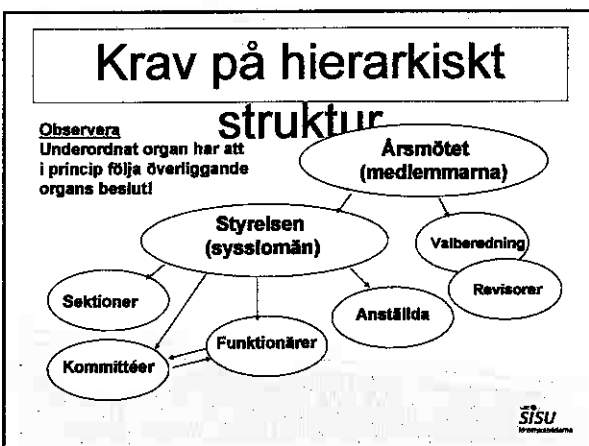 Krav på hierarkiskt
struktur
Observera
Underordnat organ har att
i princip följa överliggande
organs beslut!
Årsmötet
(medlemmarna)
Styrelsen
(sysslomän)
Valberedning
Revisorer
Sektioner
Anställda
Funktionärer
Kommittéer
SISU